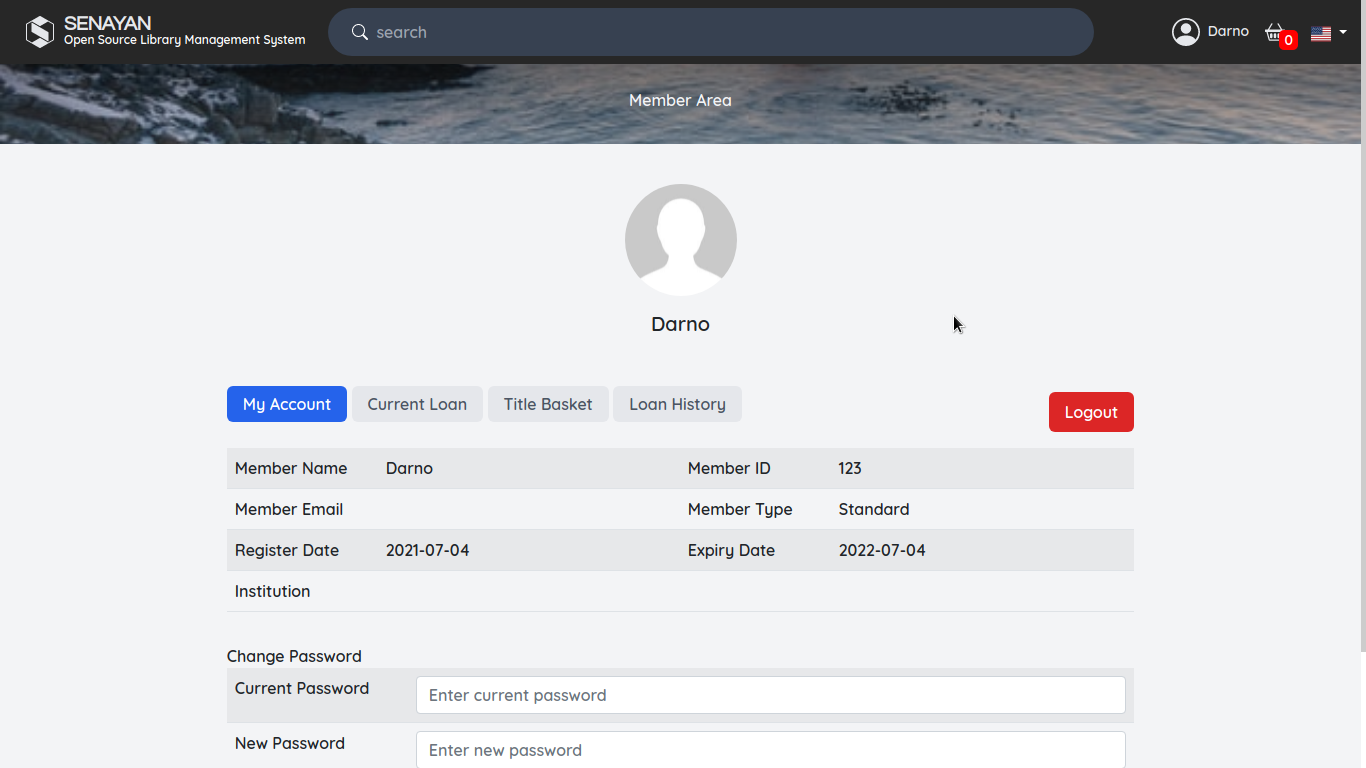 SENAYAN
Open Source Library Management System
search
Darno
0
Member Area
Darno
My Account Current Loan Title Basket Loan History Logout
Member Name Darno Member ID 123
Member Email Member Type Standard
Register Date 2021-07-04 Expiry Date 2022-07-04
Institution
Change Password
Current Password Enter current password
New Password Enter new password